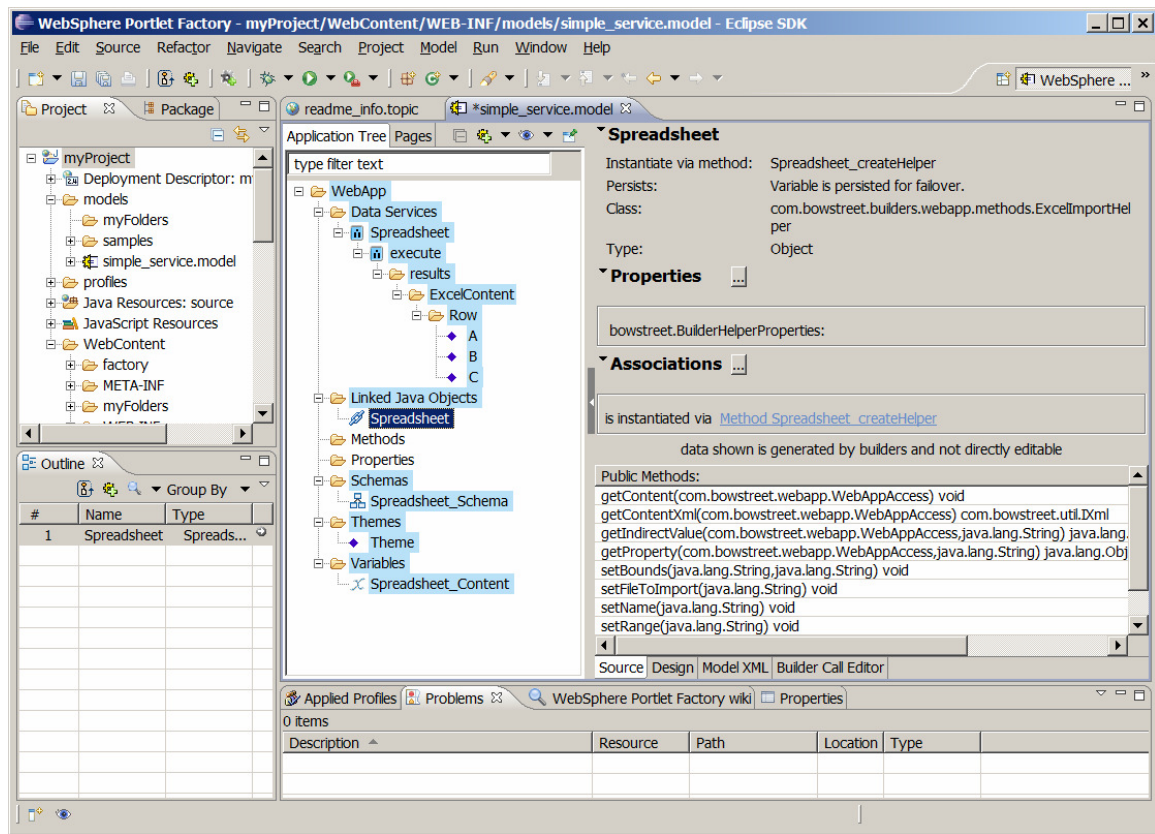 WebSphere Portlet Factory - myProject/WebContent/WEB-INF/models/simple_service.model - Eclipse SDK
File Edit Source Refactor Navigate Search Project Model Run Window Help
WebSphere ... »
Project Package
myProject
Deployment Descriptor: m
models
myFolders
samples
simple_service.model
profiles
Java Resources: source
JavaScript Resources
WebContent
factory
META-INF
myFolders
WEB-INF
Outline
Group By
# Name Type
1 Spreadsheet Spreads...
readme_info.topic *simple_service.model
Application Tree Pages
type filter text
WebApp
Data Services
Spreadsheet
execute
results
ExcelContent
Row
A
B
C
Linked Java Objects
Spreadsheet
Methods
Properties
Schemas
Spreadsheet_Schema
Themes
Theme
Variables
Spreadsheet_Content
Spreadsheet
Instantiate via method: Spreadsheet_createHelper
Persists: Variable is persisted for failover.
Class: com.bowstreet.builders.webapp.methods.ExcelImportHel
per
Type: Object
Properties ...
bowstreet.BuilderHelperProperties:
Associations ...
is instantiated via Method Spreadsheet_createHelper
data shown is generated by builders and not directly editable
Public Methods:
getContent(com.bowstreet.webapp.WebAppAccess) void
getContentXml(com.bowstreet.webapp.WebAppAccess) com.bowstreet.util.IXml
getIndirectValue(com.bowstreet.webapp.WebAppAccess,java.lang.String) java.lang.
getProperty(com.bowstreet.webapp.WebAppAccess,java.lang.String) java.lang.Obj
setBounds(java.lang.String,java.lang.String) void
setFileToImport(java.lang.String) void
setName(java.lang.String) void
setRange(java.lang.String) void
Source Design Model XML Builder Call Editor
Applied Profiles Problems WebSphere Portlet Factory wiki Properties
0 items
Description Resource Path Location Type